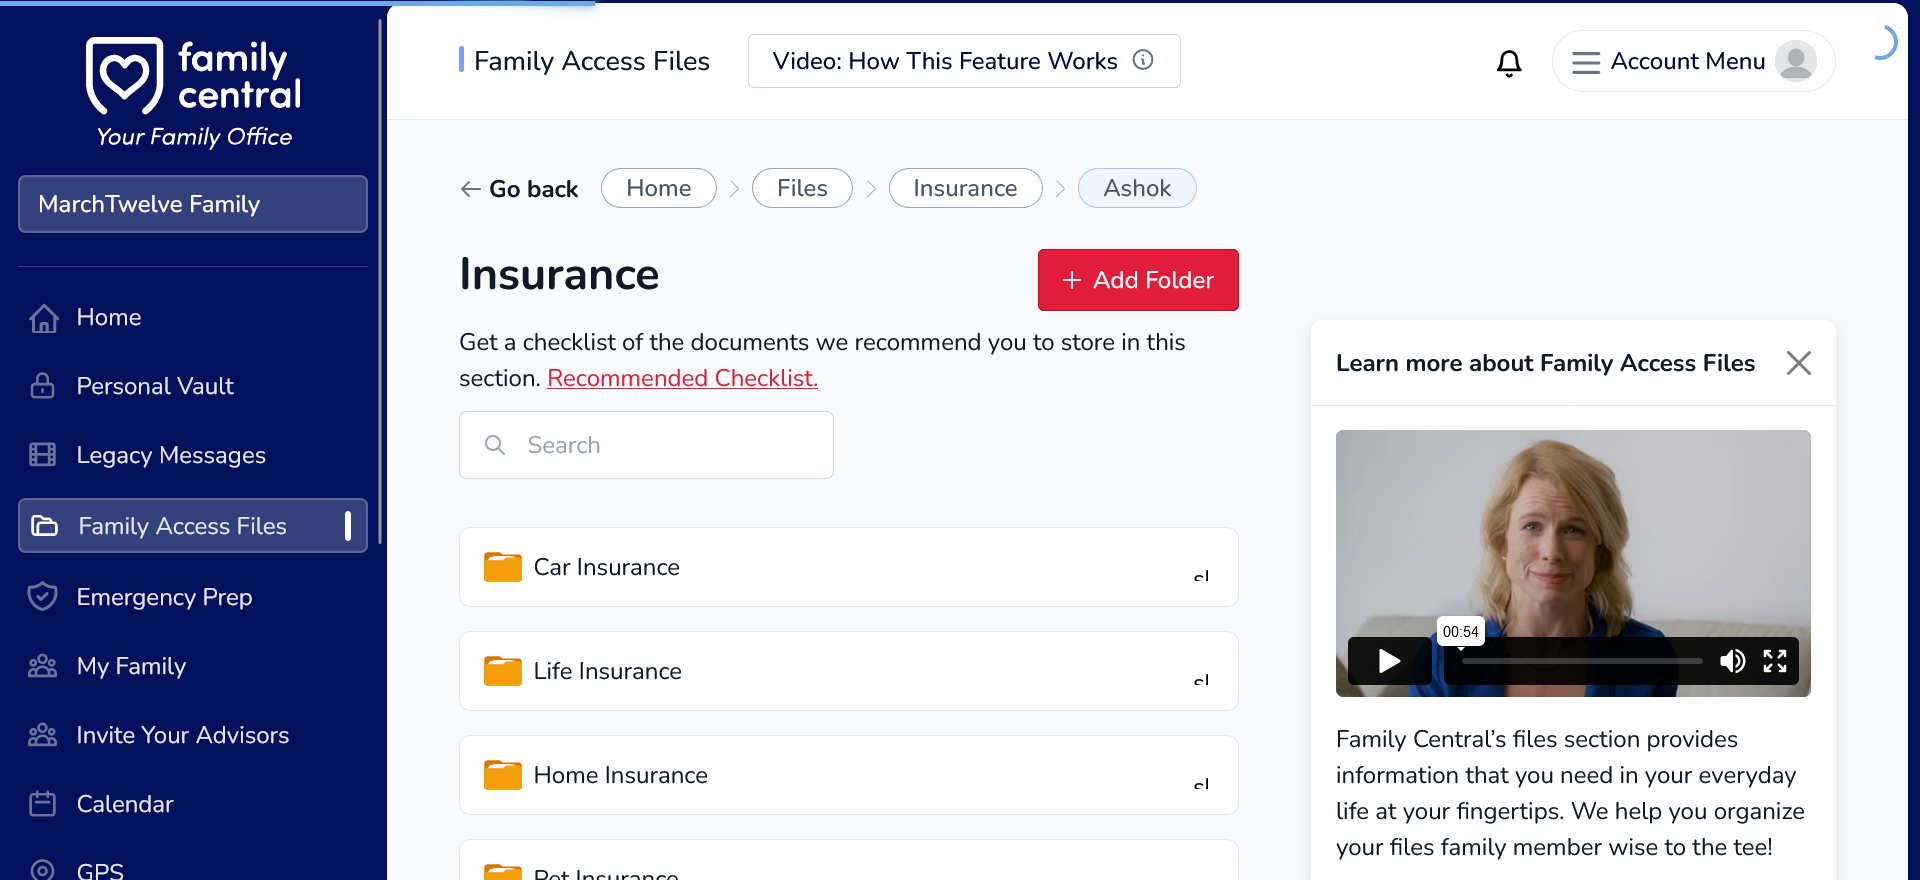 family
central
Your Family Office
MarchTwelve Family
Home
Personal Vault
Legacy Messages
Family Access Files
Emergency Prep
My Family
Invite Your Advisors
Calendar
GPS
Family Access Files
Video: How This Feature Works
Account Menu
Go back
Home
Files
Insurance
Ashok
Insurance
Add Folder
Get a checklist of the documents we recommend you to store in this
section. Recommended Checklist.
Search
Car Insurance
Life Insurance
Home Insurance
Pet Insurance
Learn more about Family Access Files
00:54
Family Central’s files section provides
information that you need in your everyday
life at your fingertips. We help you organize
your files family member wise to the tee!